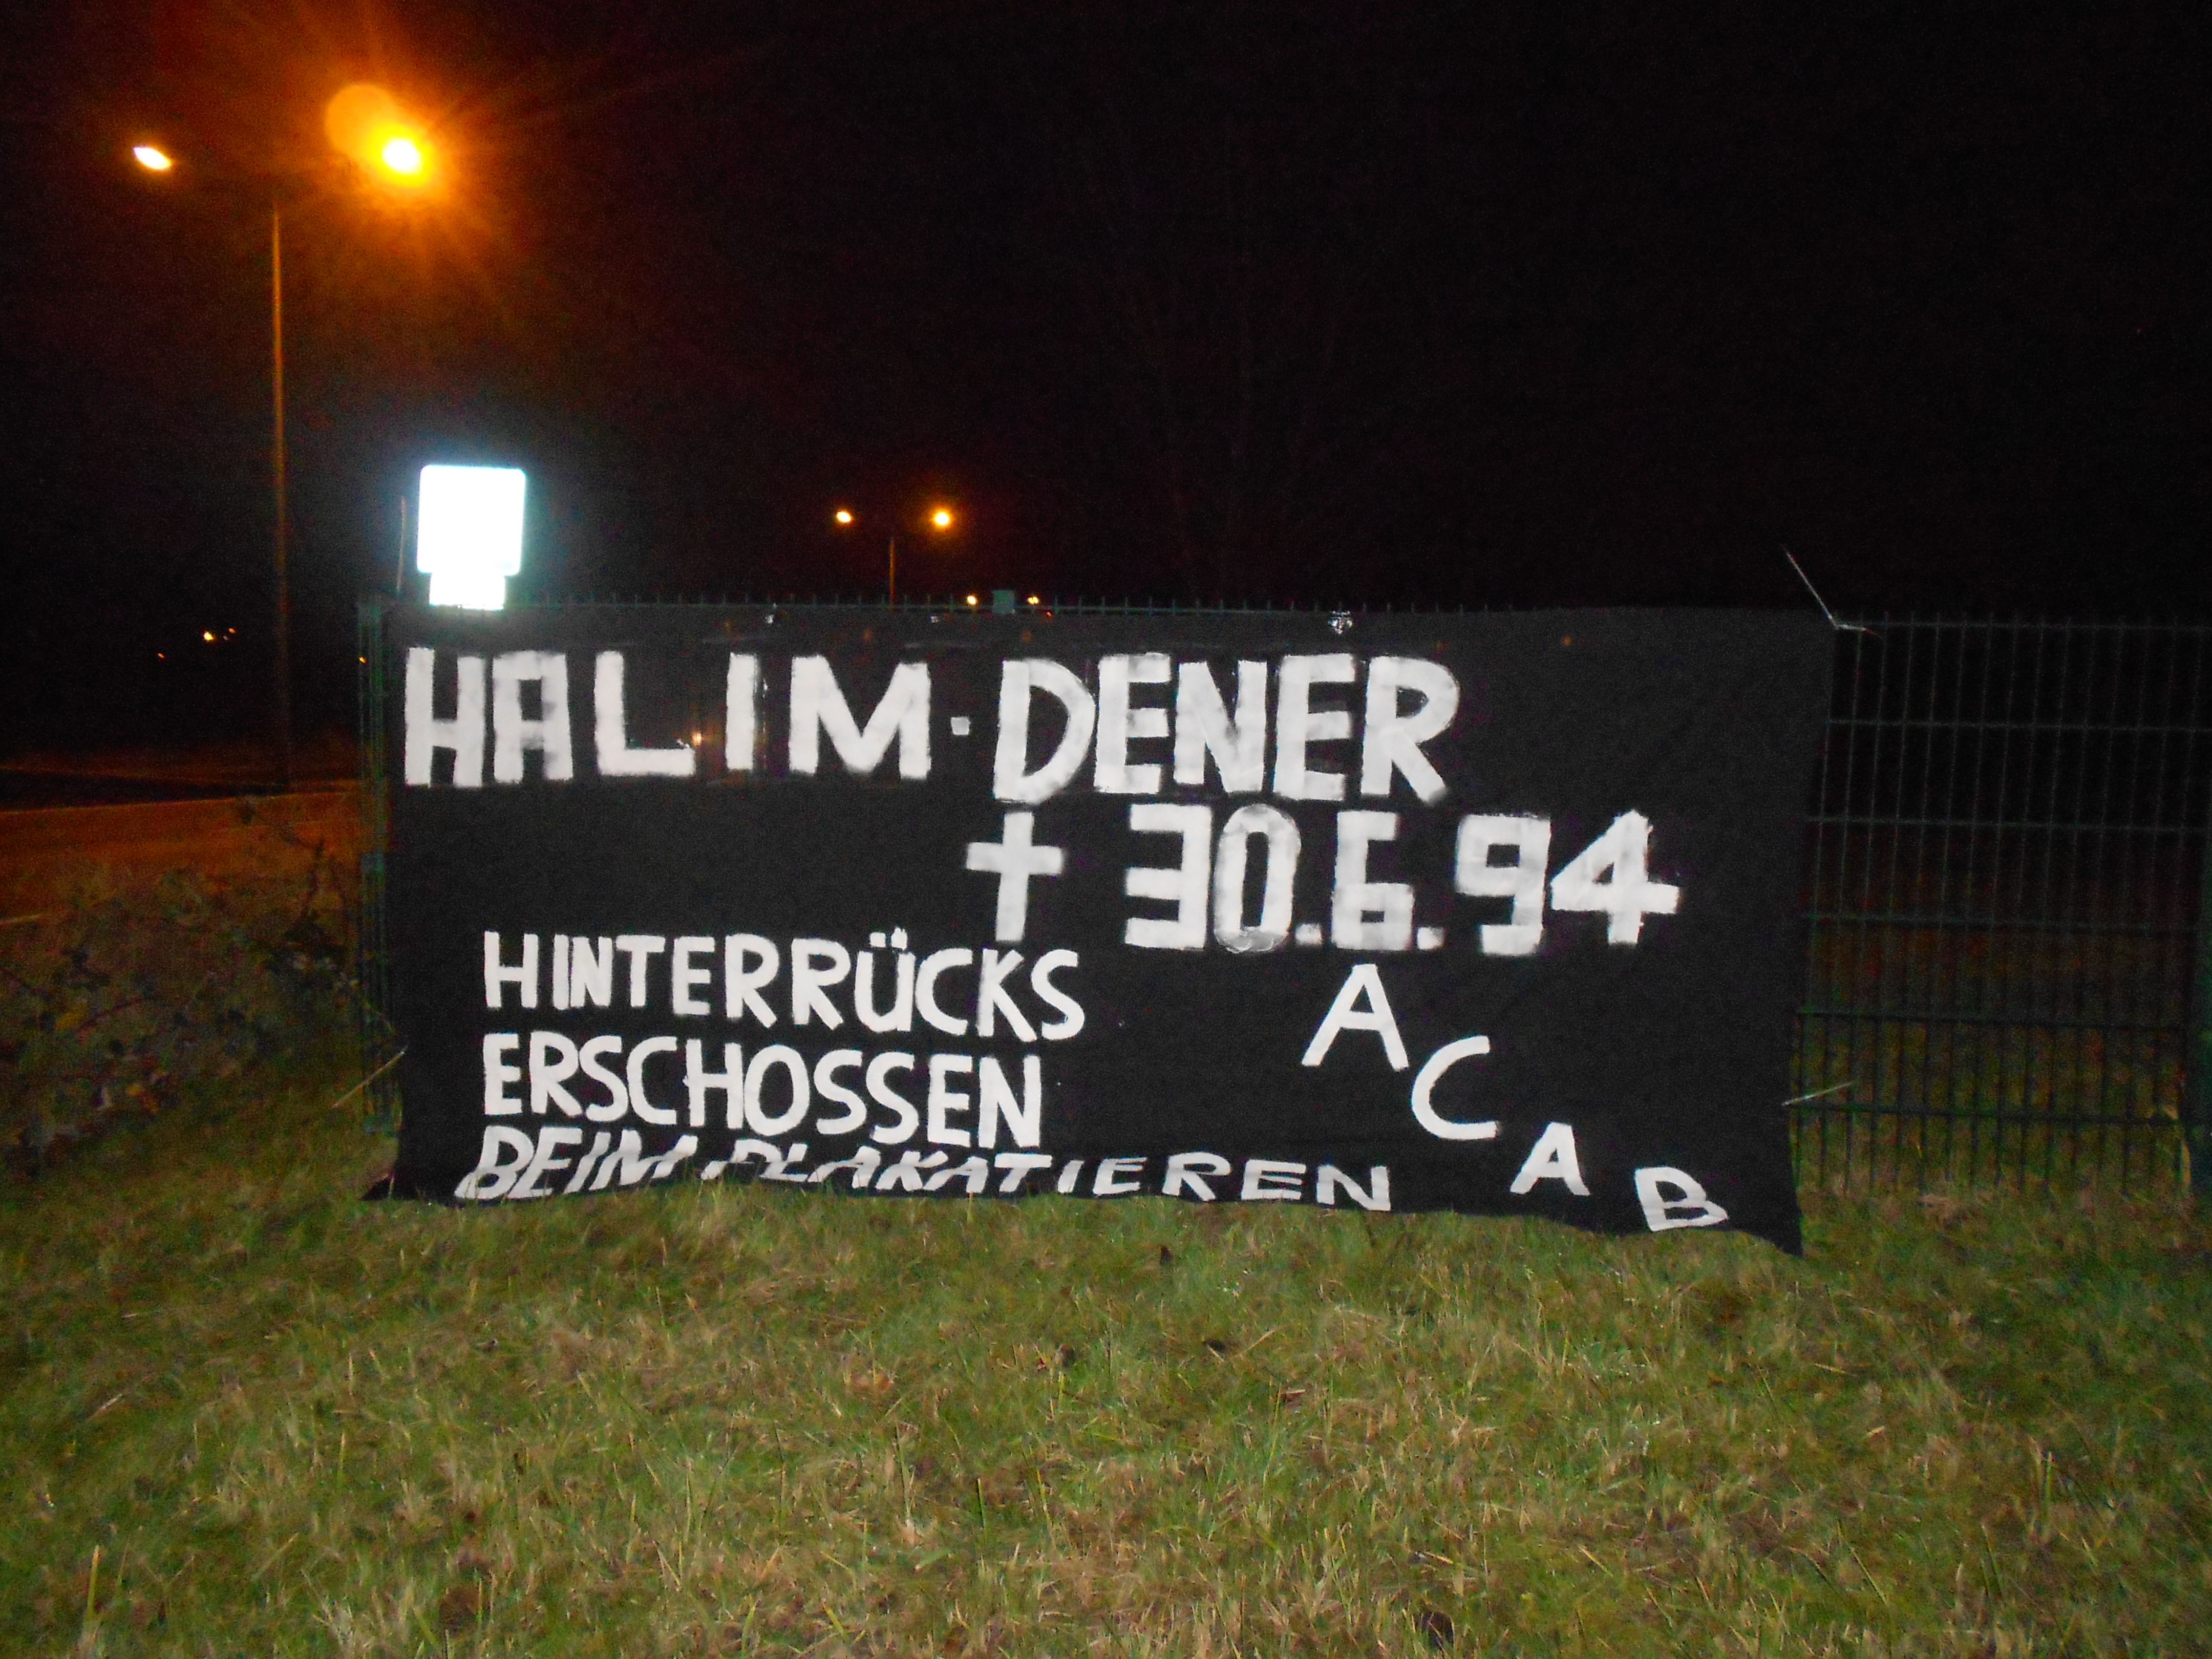 HALIM · DENER
† 30.6.94
HINTERRÜCKS
ERSCHOSSEN
BEIM PLAKATIEREN
A C A B